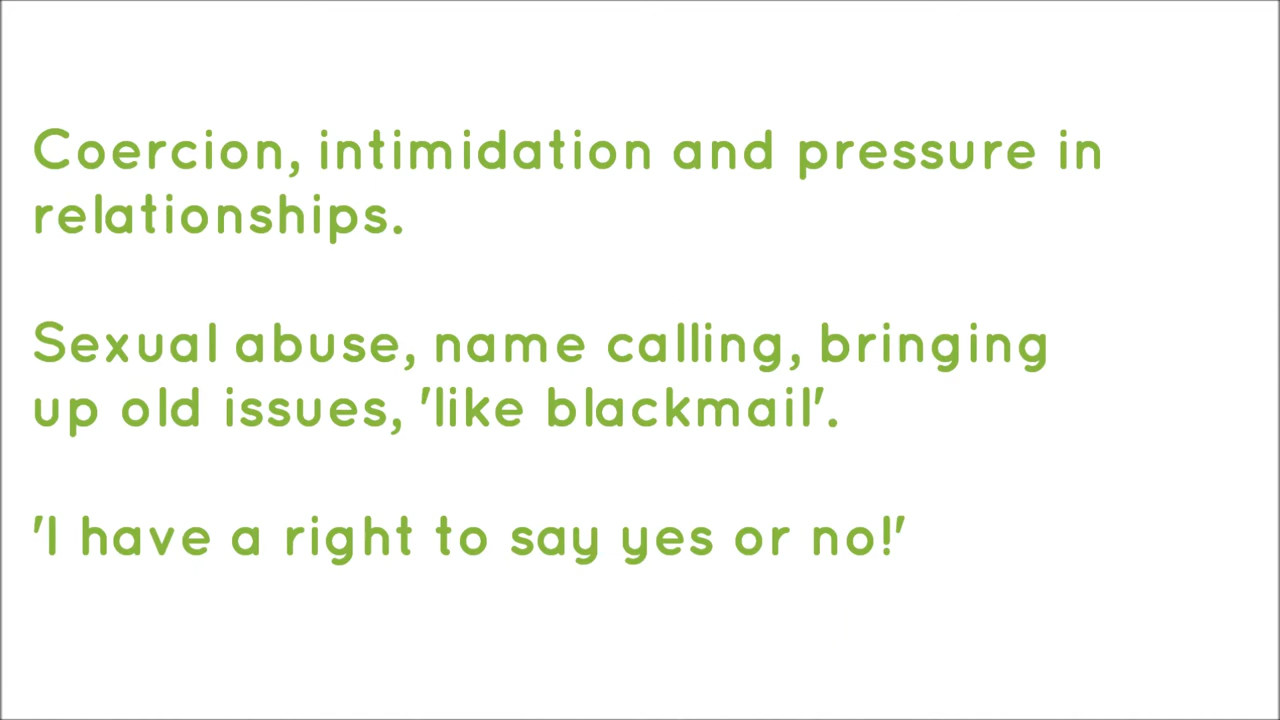 Coercion, intimidation and pressure in
relationships.
Sexual abuse, name calling, bringing
up old issues, 'like blackmail'.
'I have a right to say yes or no!'